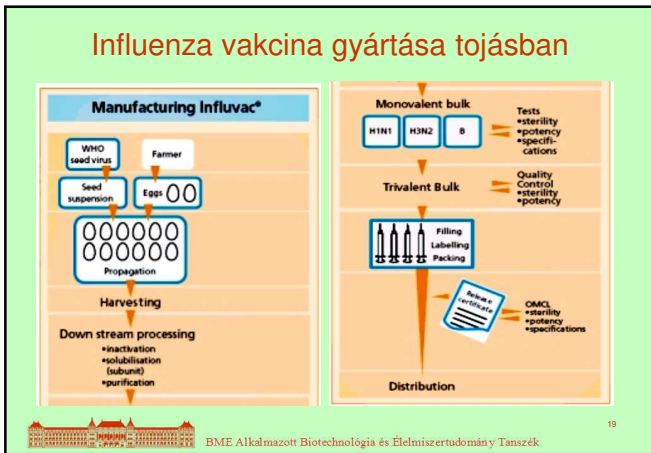 Influenza vakcina gyártása tojásban
Manufacturing Influvac®
WHO
seed virus
Farmer
Seed
suspension
Eggs
Propagation
Harvesting
Down stream processing
•inactivation
•solubilisation
(subunit)
•purification
Monovalent bulk
H1N1
H3N2
B
Tests
•sterility
•potency
•specifi-
cations
Trivalent Bulk
Quality
Control
•sterility
•potency
Filling
Labelling
Packing
Release
certificate
OMCL
•sterility
•potency
•specifications
Distribution
BME Alkalmazott Biotechnológia és Élelmiszertudomány Tanszék
19